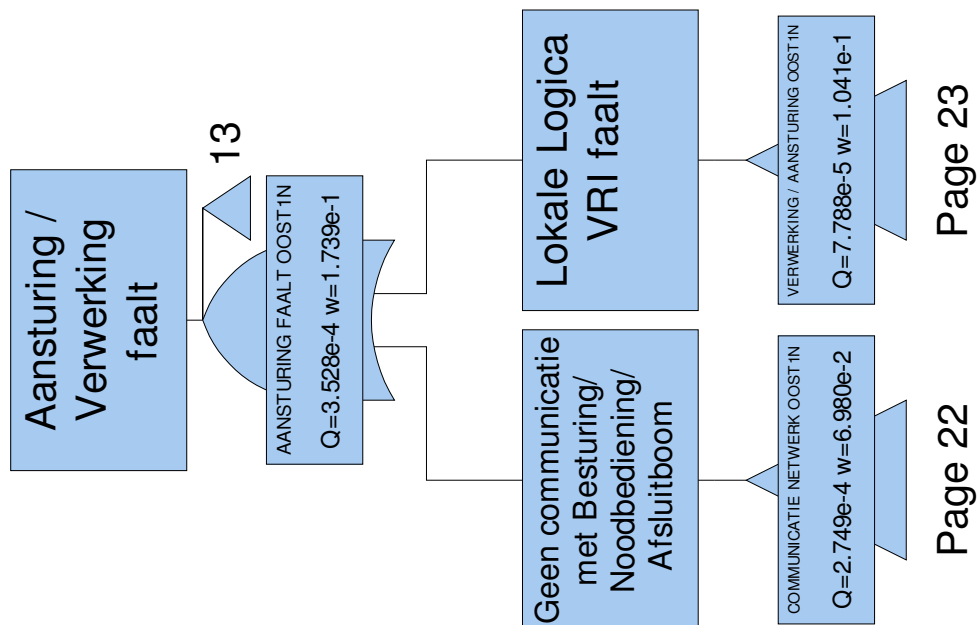 Aansturing /
Verwerking
faalt
13
AANSTURING FAALT OOST1N
Q=3.528e-4 w=1.739e-1
Geen communicatie
met Besturing/
Noodbediening/
Afsluitboom
COMMUNICATIE NETWERK OOST1N
Q=2.749e-4 w=6.980e-2
Page 22
Lokale Logica
VRI faalt
VERWERKING / AANSTURING OOST1N
Q=7.788e-5 w=1.041e-1
Page 23